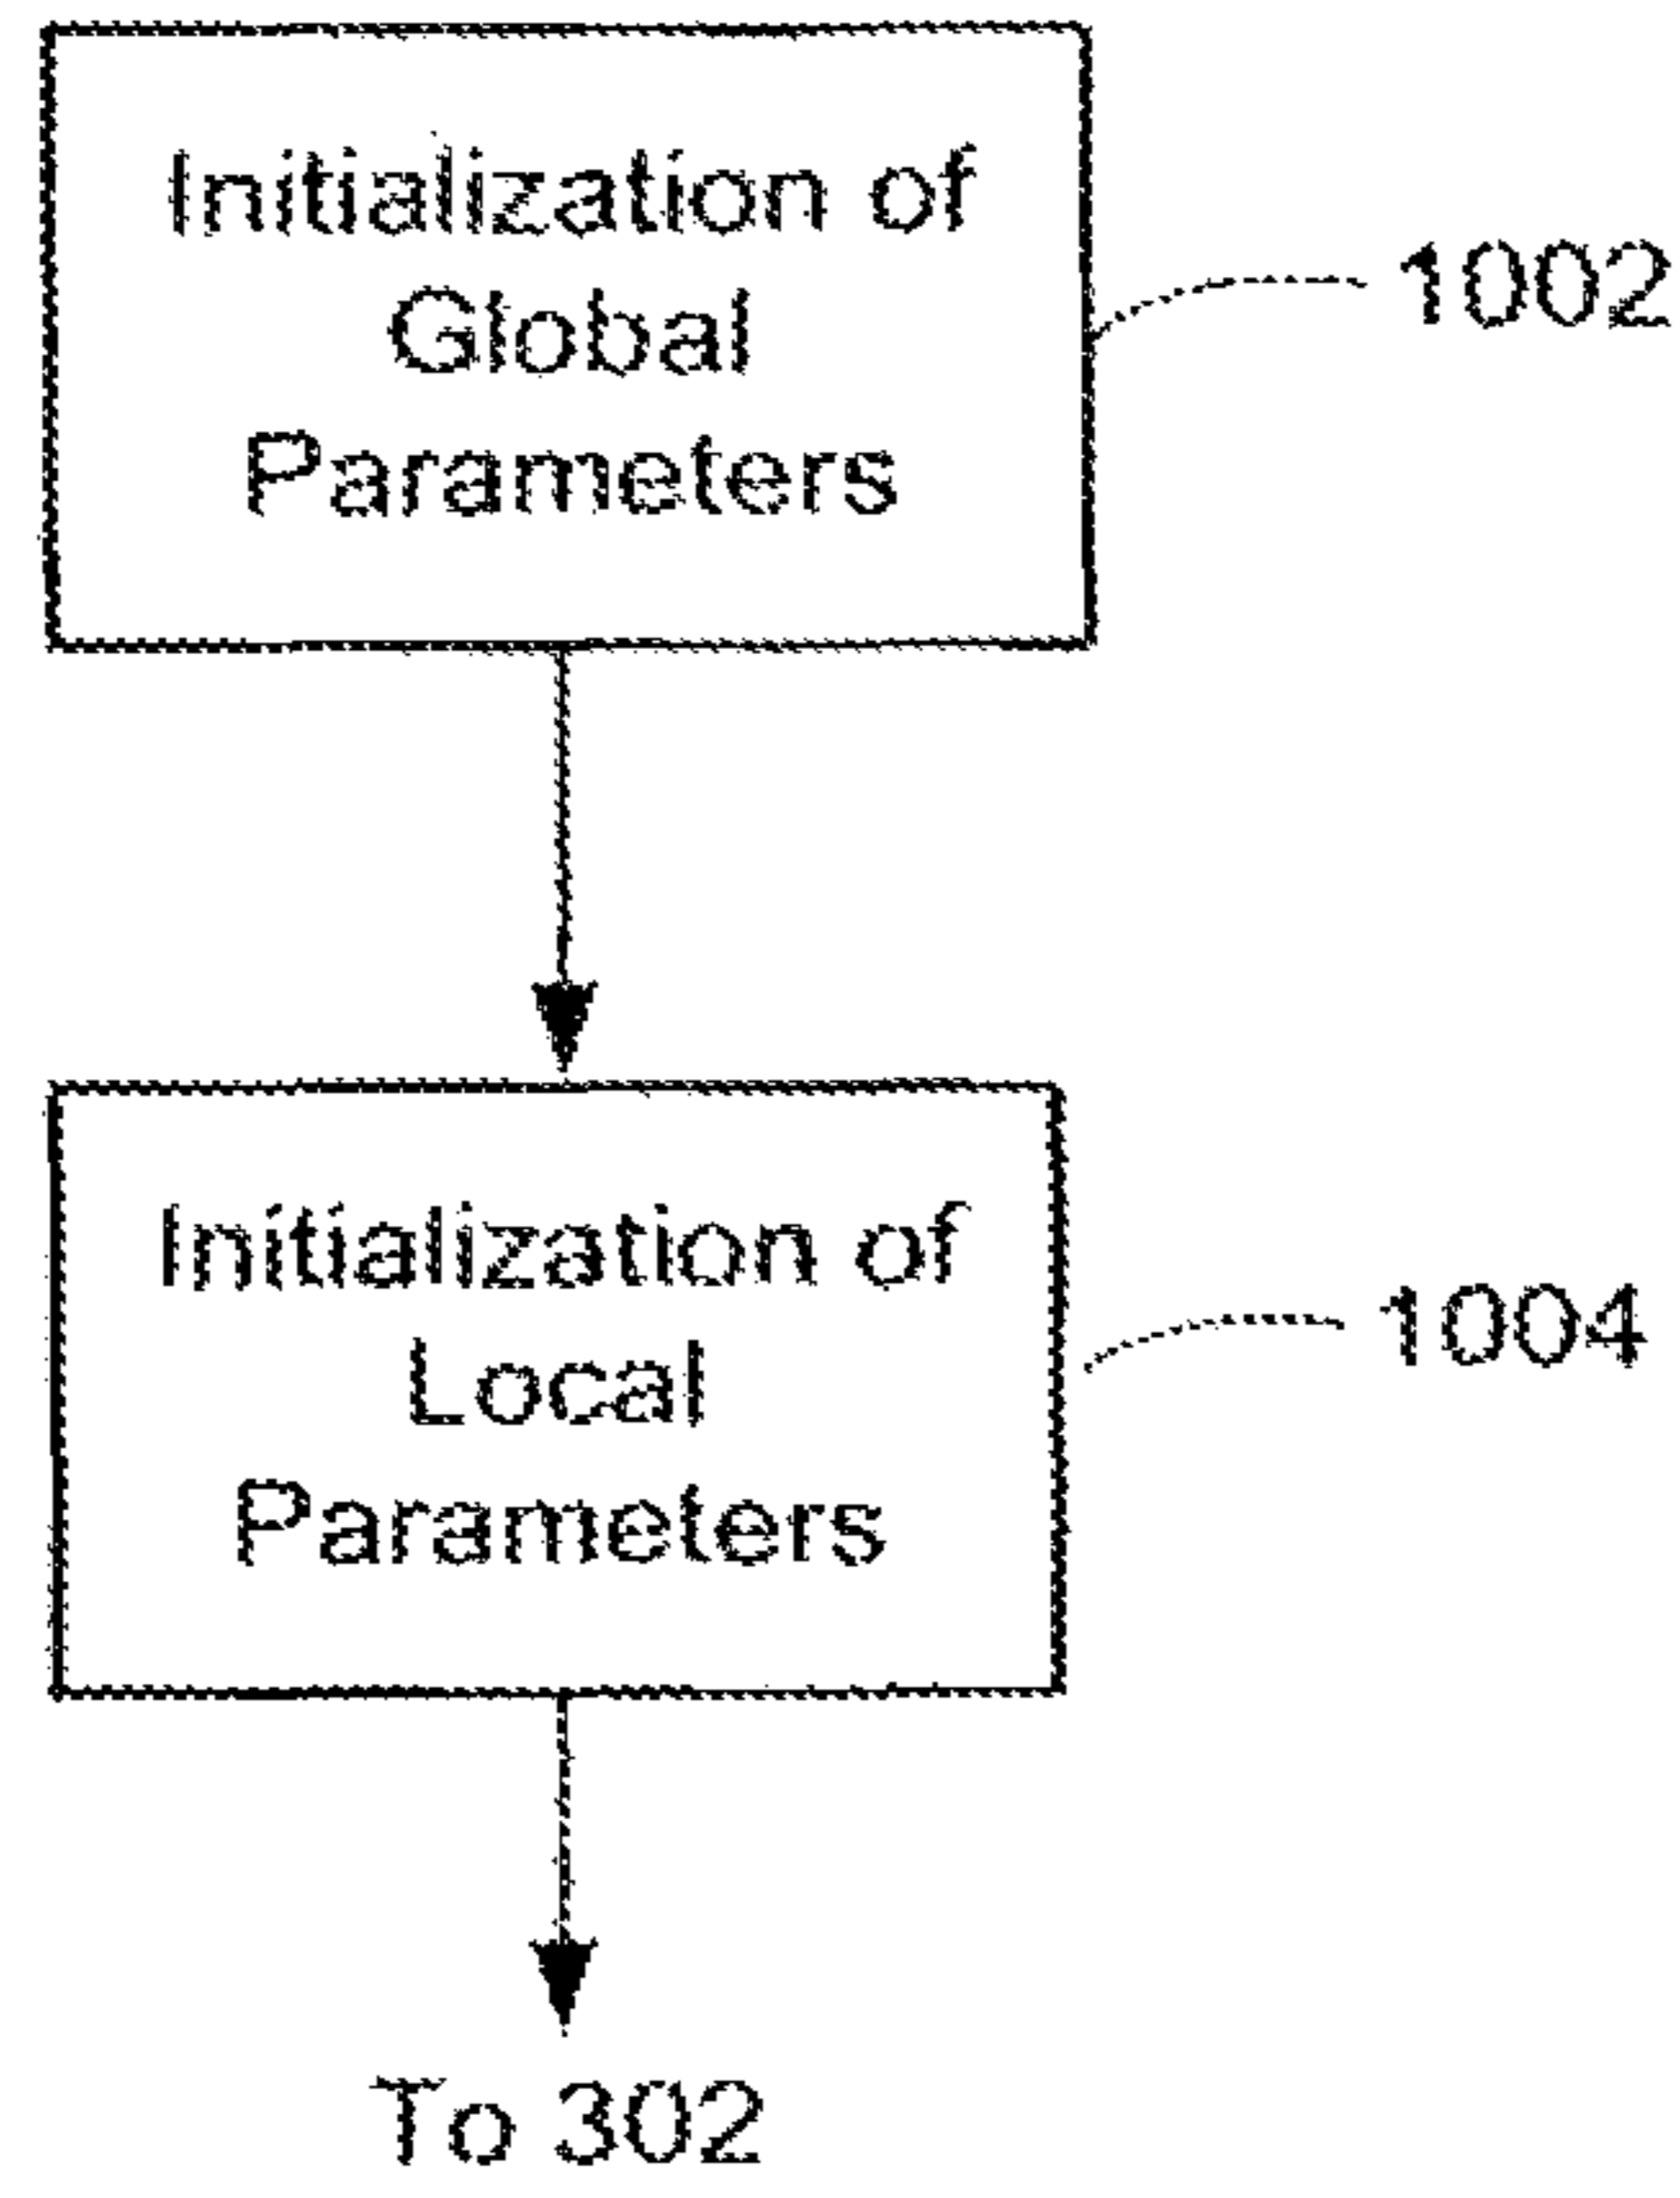 Initialization of
Global
Parameters
1002
Initialization of
Local
Parameters
1004
To 302